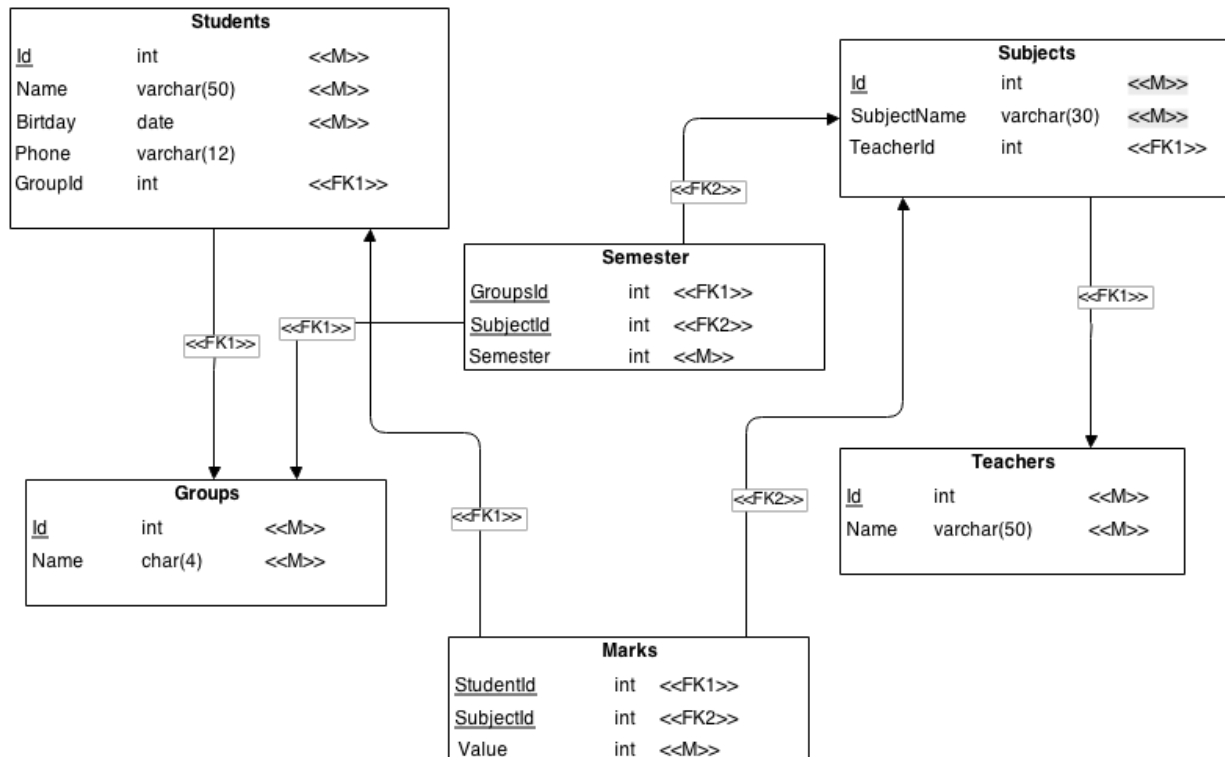 Students
Id int <<M>>
Name varchar(50) <<M>>
Birtday date <<M>>
Phone varchar(12)
GroupId int <<FK1>>
Subjects
Id int <<M>>
SubjectName varchar(30) <<M>>
TeacherId int <<FK1>>
<<FK2>>
Semester
GroupsId int <<FK1>>
SubjectId int <<FK2>>
Semester int <<M>>
<<FK1>>
<<FK1>>
<<FK1>>
Groups
Id int <<M>>
Name char(4) <<M>>
Teachers
Id int <<M>>
Name varchar(50) <<M>>
<<FK1>>
<<FK2>>
Marks
StudentId int <<FK1>>
SubjectId int <<FK2>>
Value int <<M>>